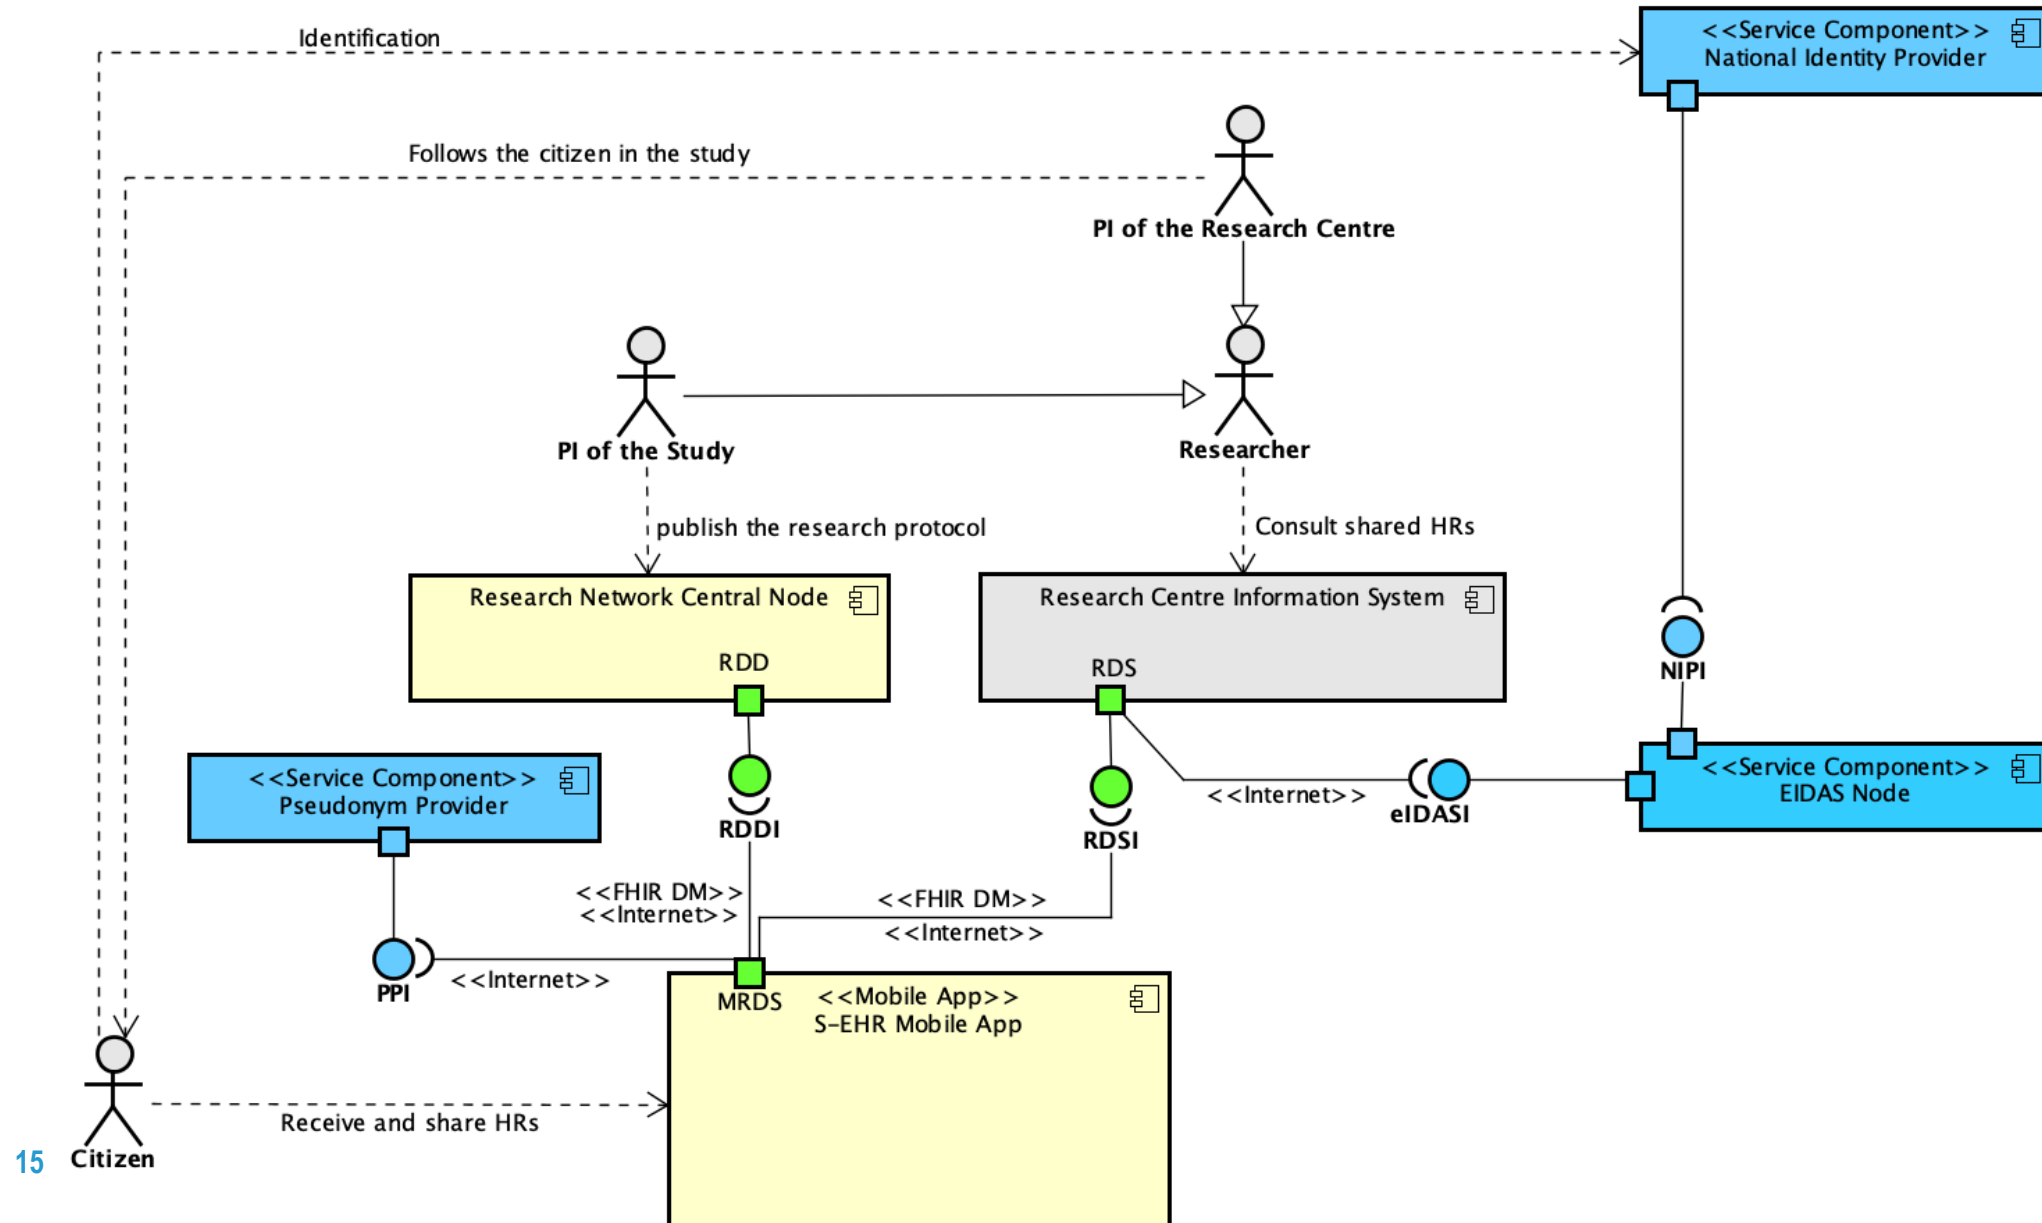 Identification
<<Service Component>>
National Identity Provider
Follows the citizen in the study
PI of the Research Centre
PI of the Study
Researcher
publish the research protocol
Consult shared HRs
Research Network Central Node
Research Centre Information System
RDD
RDS
NIPI
<<Service Component>>
Pseudonym Provider
<<Service Component>>
EIDAS Node
<<Internet>>
eIDASI
RDDI
RDSI
<<FHIR DM>>
<<Internet>>
<<FHIR DM>>
<<Internet>>
<<Internet>>
PPI
MRDS
<<Mobile App>>
S-EHR Mobile App
Receive and share HRs
Citizen
15